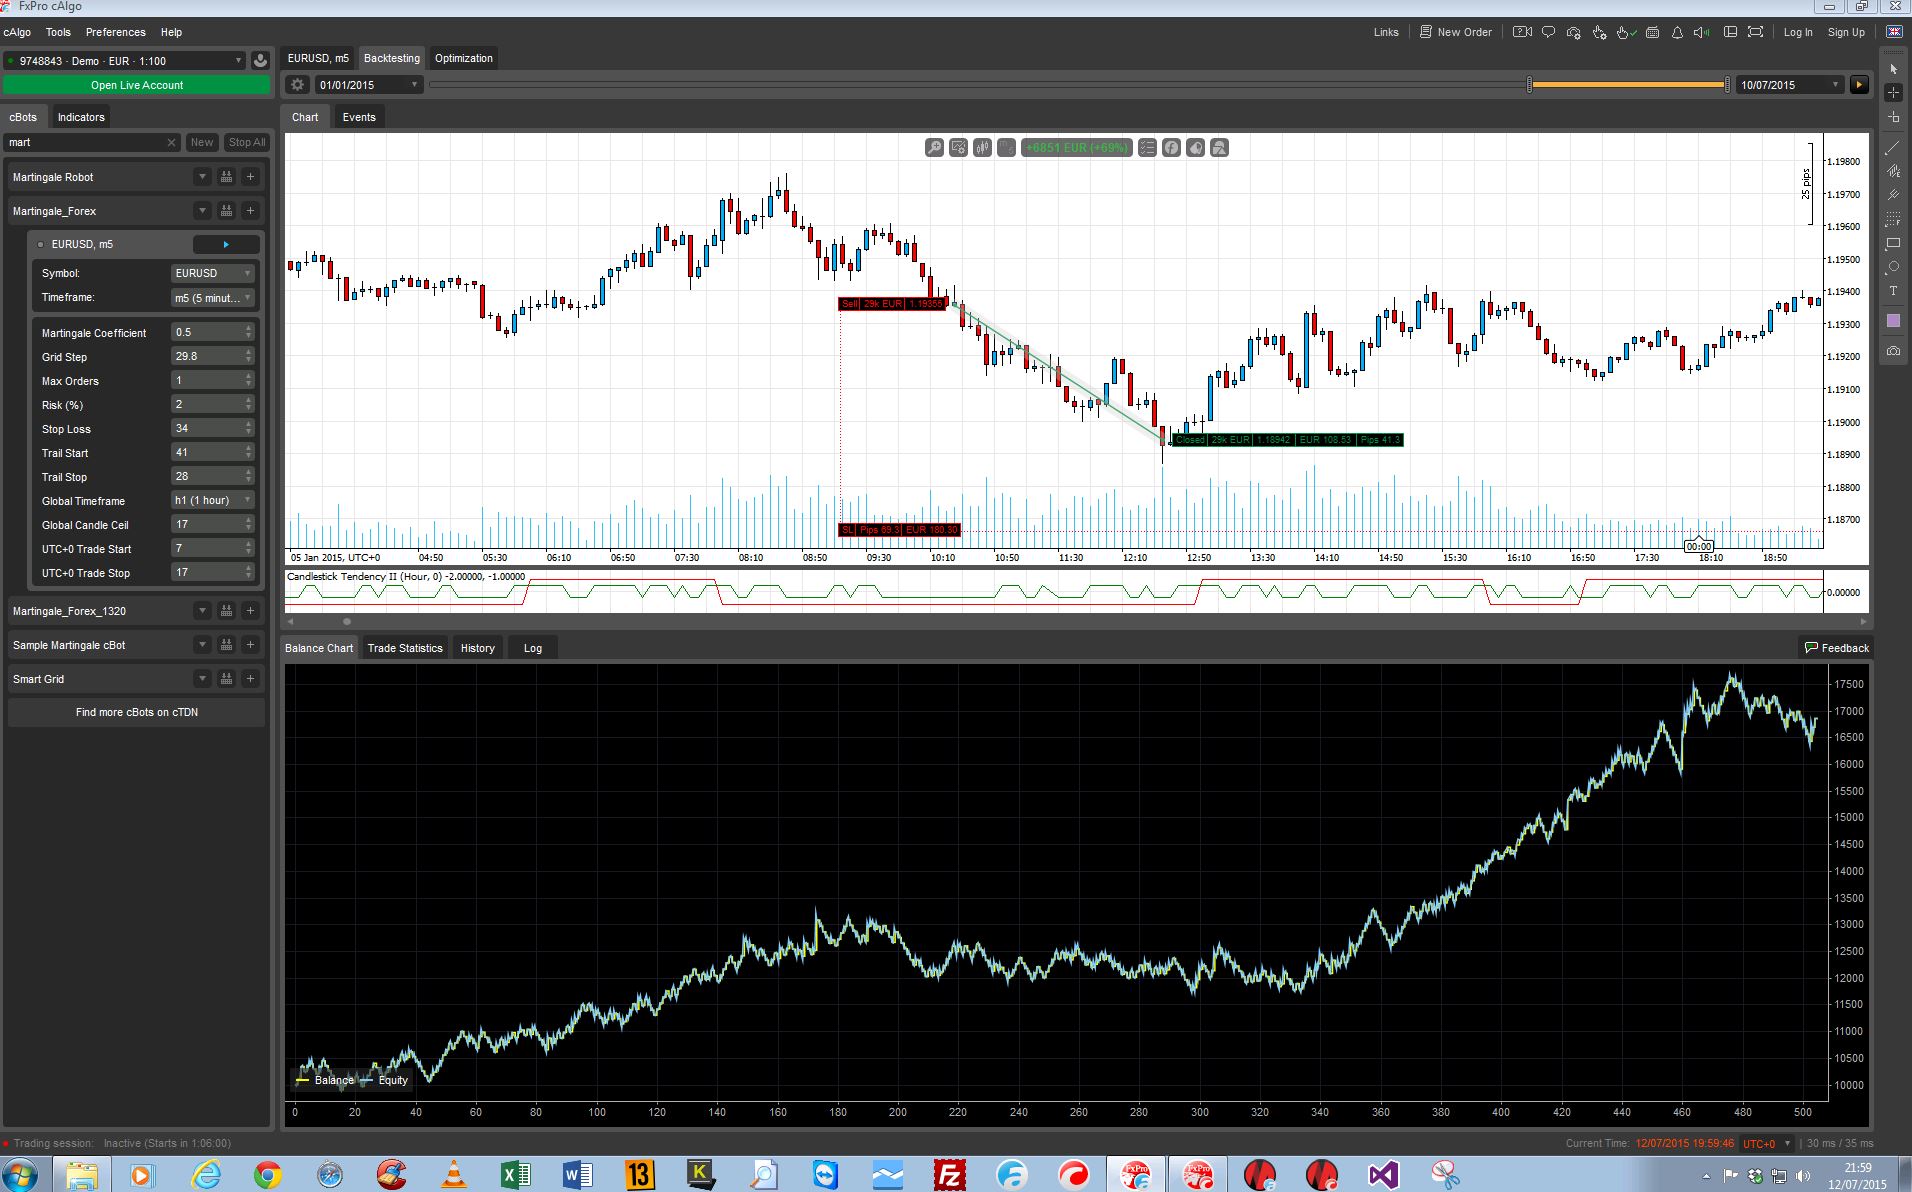 FxPro cAlgo
cAlgo Tools Preferences Help
Links New Order Log In Sign Up
9748843 · Demo · EUR · 1:100
Open Live Account
EURUSD, m5 Backtesting Optimization
01/01/2015 10/07/2015
cBots Indicators
Chart Events
mart New Stop All
Martingale Robot
Martingale_Forex
EURUSD, m5
Symbol: EURUSD
Timeframe: m5 (5 minut...
Martingale Coefficient 0.5
Grid Step 29.8
Max Orders 1
Risk (%) 2
Stop Loss 34
Trail Start 41
Trail Stop 28
Global Timeframe h1 (1 hour)
Global Candle Ceil 17
UTC+0 Trade Start 7
UTC+0 Trade Stop 17
Martingale_Forex_1320
Sample Martingale cBot
Smart Grid
Find more cBots on cTDN
+6851 EUR (+69%)
25 pips
1.19800
1.19700
1.19600
1.19500
1.19400
1.19300
1.19200
1.19100
1.19000
1.18900
1.18800
1.18700
Sell 29k EUR 1.19355
Closed 29k EUR 1.18942 EUR 108.53 Pips 41.3
SL Pips 69.3 EUR 180.30
00:00
05 Jan 2015, UTC+0 04:50 05:30 06:10 06:50 07:30 08:10 08:50 09:30 10:10 10:50 11:30 12:10 12:50 13:30 14:10 14:50 15:30 16:10 16:50 17:30 18:10 18:50
Candlestick Tendency II (Hour, 0) -2.00000, -1.00000
0.00000
Balance Chart Trade Statistics History Log
Feedback
17500
17000
16500
16000
15500
15000
14500
14000
13500
13000
12500
12000
11500
11000
10500
10000
Balance Equity
0 20 40 60 80 100 120 140 160 180 200 220 240 260 280 300 320 340 360 380 400 420 440 460 480 500
Trading session: Inactive (Starts in 1:06:00)
Current Time: 12/07/2015 19:59:46 UTC+0 30 ms / 35 ms
13
K
Fz
FxPro
FxPro
21:59
12/07/2015